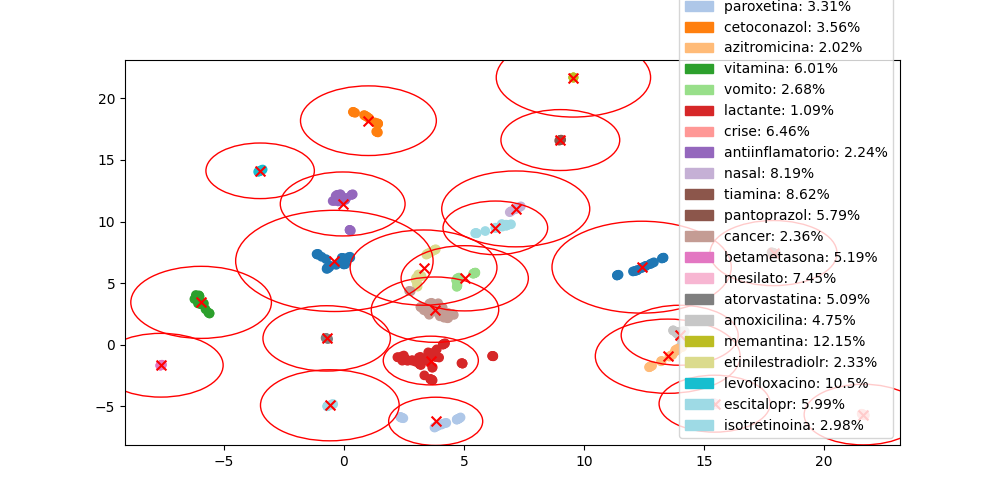 paroxetina: 3.31%
cetoconazol: 3.56%
azitromicina: 2.02%
vitamina: 6.01%
vomito: 2.68%
lactante: 1.09%
crise: 6.46%
antiinflamatorio: 2.24%
nasal: 8.19%
tiamina: 8.62%
pantoprazol: 5.79%
cancer: 2.36%
betametasona: 5.19%
mesilato: 7.45%
atorvastatina: 5.09%
amoxicilina: 4.75%
memantina: 12.15%
etinilestradiolr: 2.33%
levofloxacino: 10.5%
escitalopr: 5.99%
isotretinoina: 2.98%
20
15
10
5
0
−5
−5 0 5 10 15 20